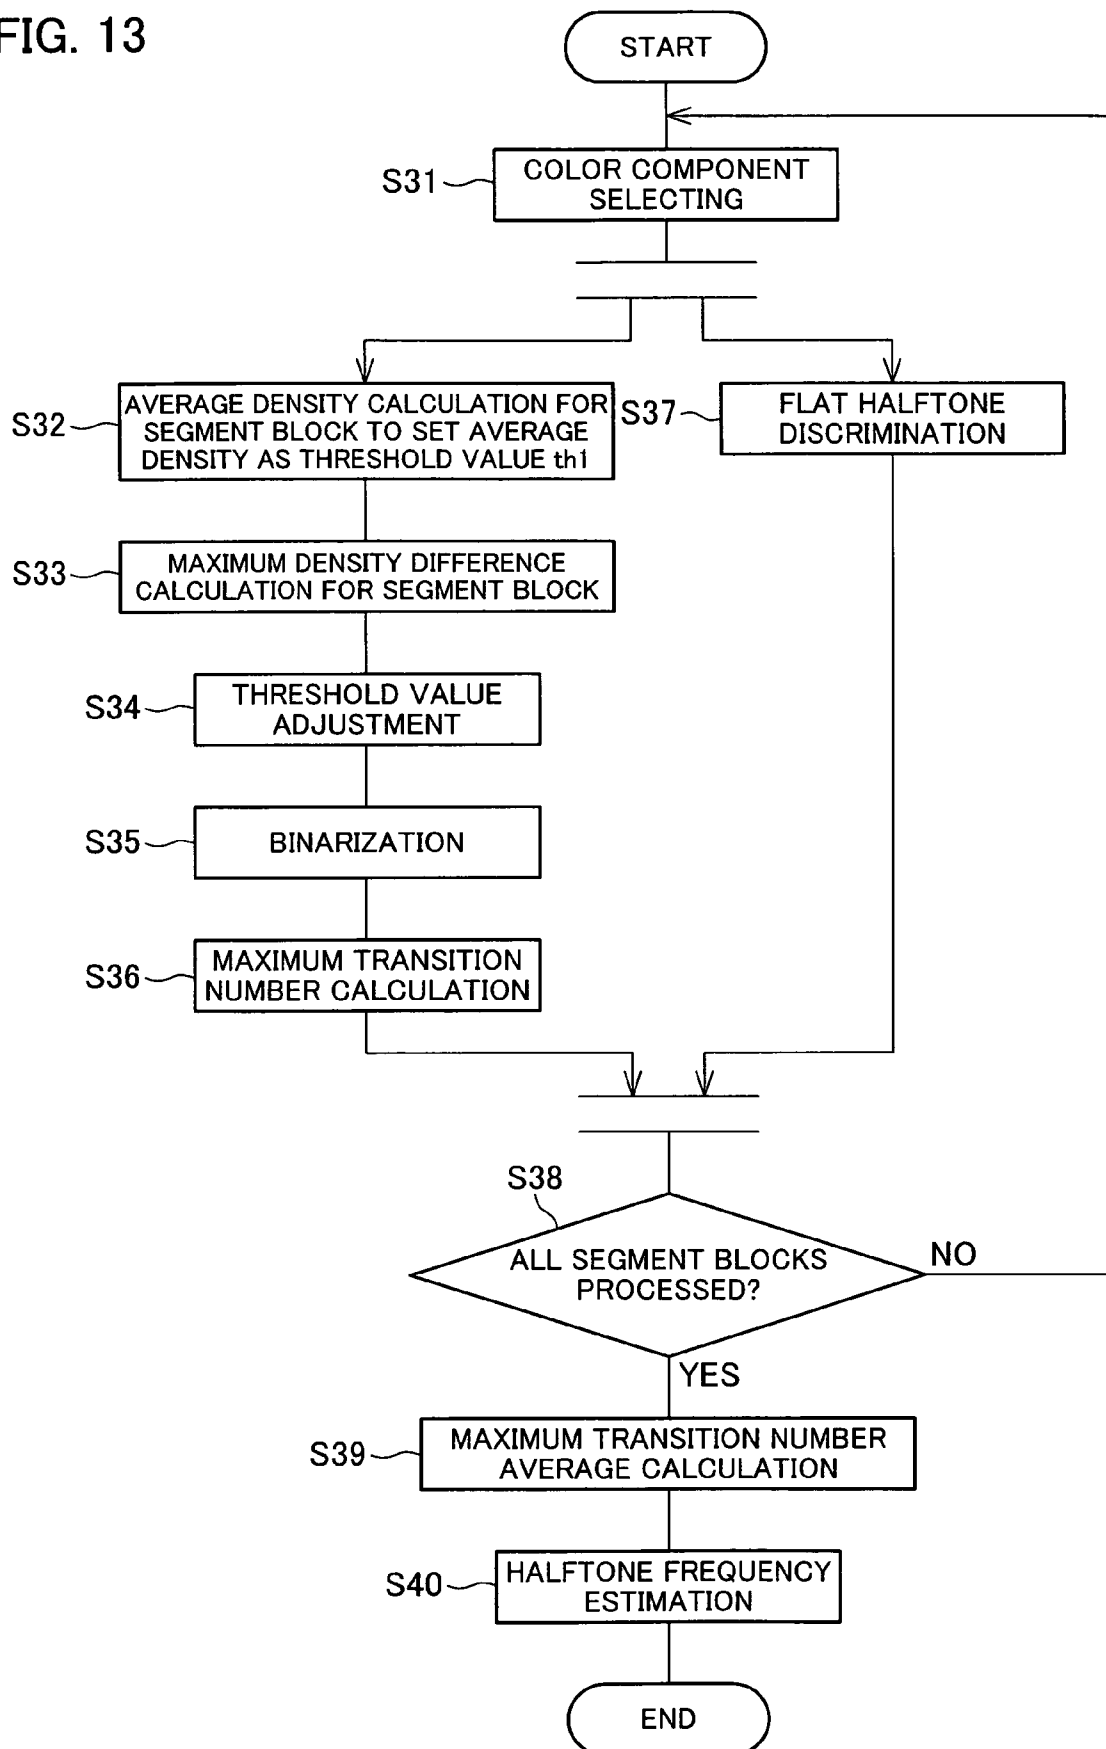 FIG. 13
START
S31
COLOR COMPONENT
SELECTING
S32
AVERAGE DENSITY CALCULATION FOR
SEGMENT BLOCK TO SET AVERAGE
DENSITY AS THRESHOLD VALUE th1
S37
FLAT HALFTONE
DISCRIMINATION
S33
MAXIMUM DENSITY DIFFERENCE
CALCULATION FOR SEGMENT BLOCK
S34
THRESHOLD VALUE
ADJUSTMENT
S35
BINARIZATION
S36
MAXIMUM TRANSITION
NUMBER CALCULATION
S38
ALL SEGMENT BLOCKS
PROCESSED?
NO
YES
S39
MAXIMUM TRANSITION NUMBER
AVERAGE CALCULATION
S40
HALFTONE FREQUENCY
ESTIMATION
END